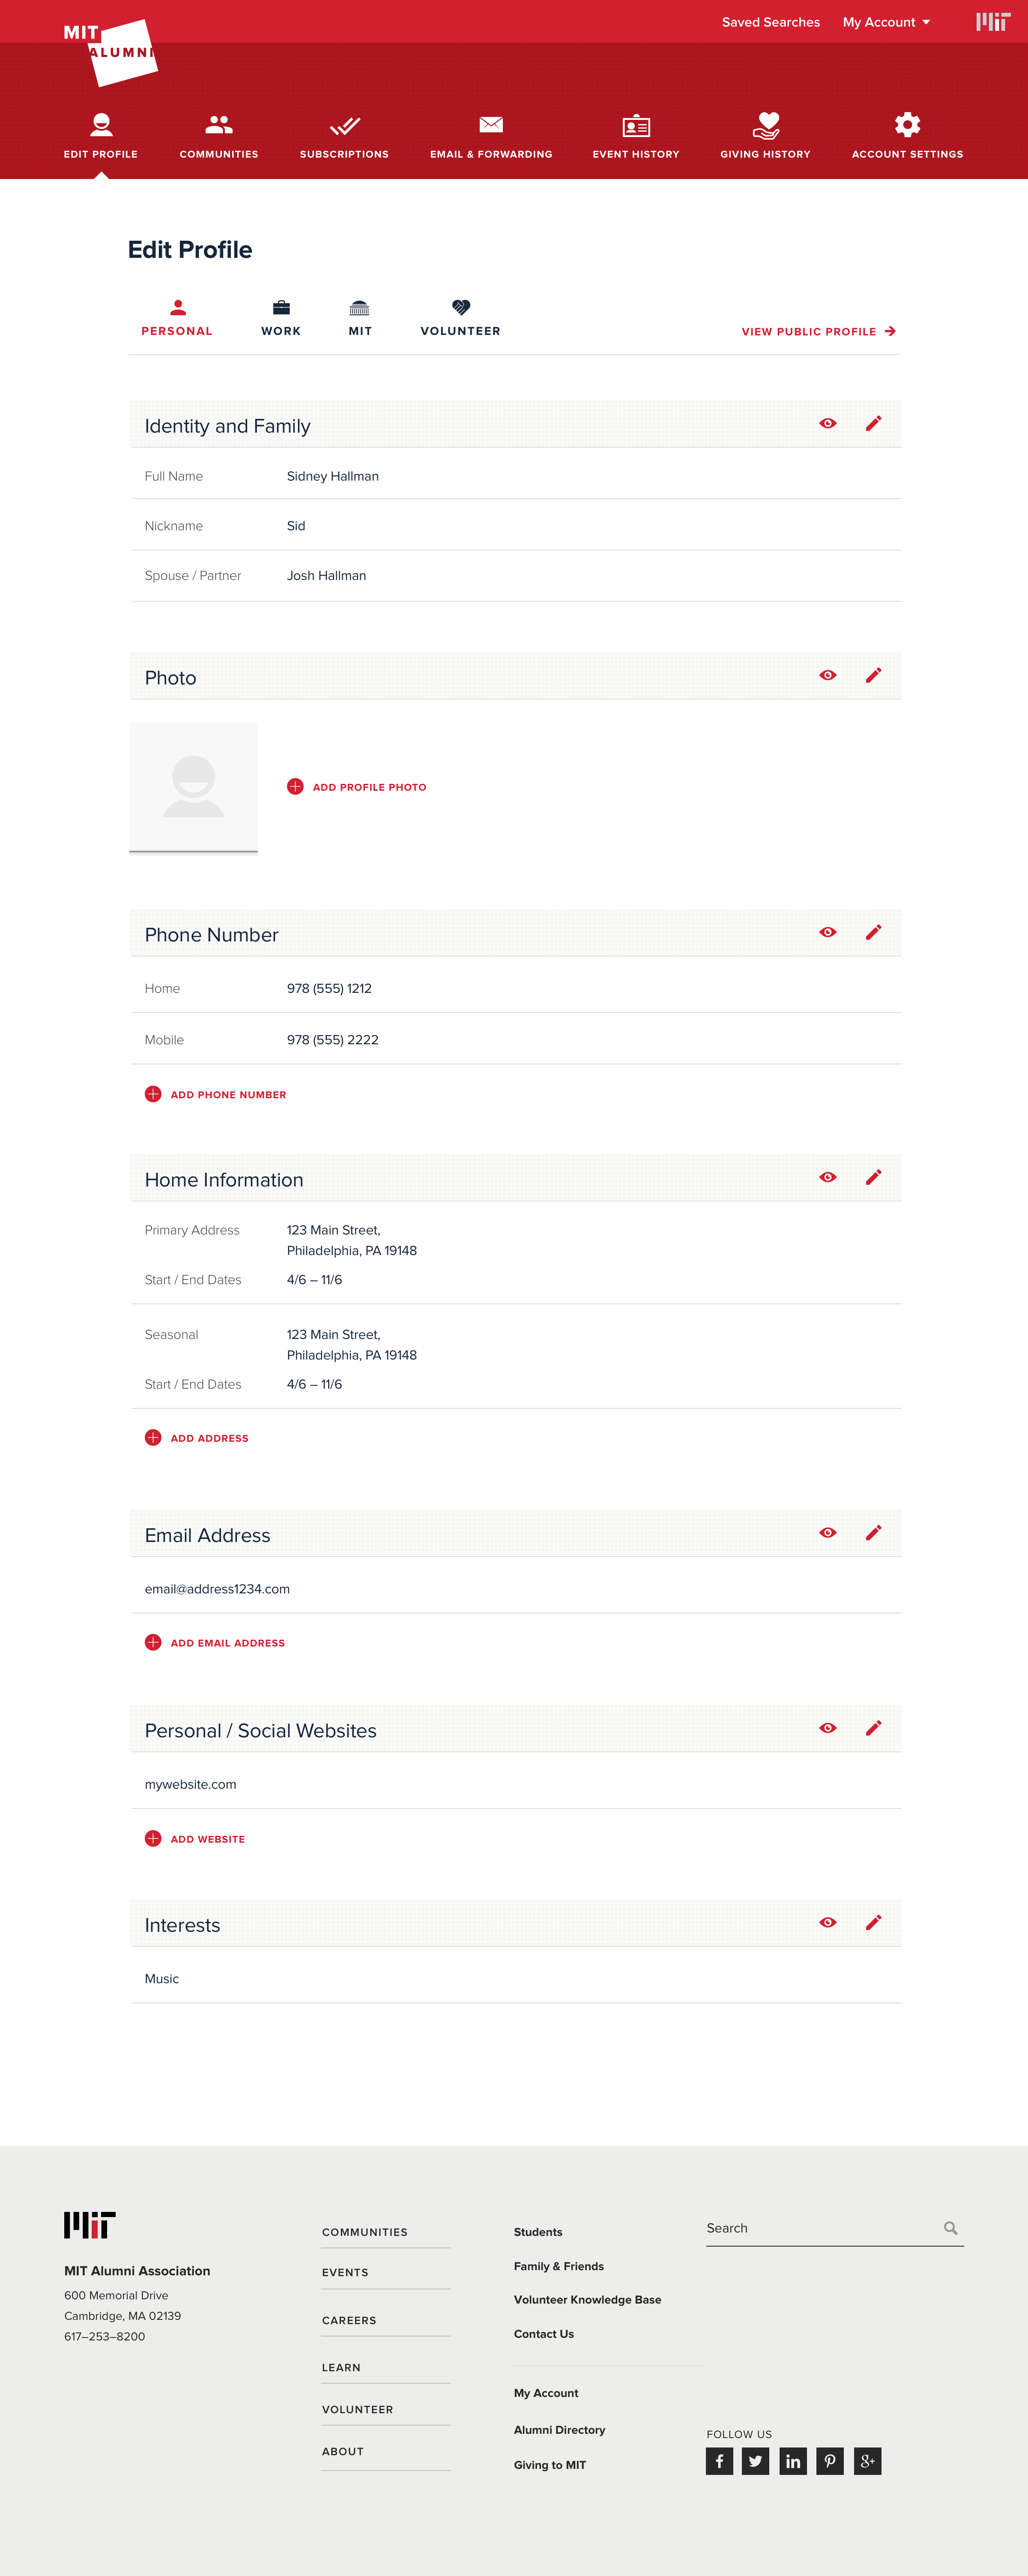 Saved Searches My Account
MIT
MIT
ALUMNI
EDIT PROFILE COMMUNITIES SUBSCRIPTIONS EMAIL & FORWARDING EVENT HISTORY GIVING HISTORY ACCOUNT SETTINGS
Edit Profile
PERSONAL WORK MIT VOLUNTEER VIEW PUBLIC PROFILE
Identity and Family
Full Name Sidney Hallman
Nickname Sid
Spouse / Partner Josh Hallman
Photo
ADD PROFILE PHOTO
Phone Number
Home 978 (555) 1212
Mobile 978 (555) 2222
ADD PHONE NUMBER
Home Information
Primary Address 123 Main Street,
Philadelphia, PA 19148
Start / End Dates 4/6 – 11/6
Seasonal 123 Main Street,
Philadelphia, PA 19148
Start / End Dates 4/6 – 11/6
ADD ADDRESS
Email Address
email@address1234.com
ADD EMAIL ADDRESS
Personal / Social Websites
mywebsite.com
ADD WEBSITE
Interests
Music
MIT
MIT Alumni Association
600 Memorial Drive
Cambridge, MA 02139
617–253–8200
COMMUNITIES
EVENTS
CAREERS
LEARN
VOLUNTEER
ABOUT
Students
Family & Friends
Volunteer Knowledge Base
Contact Us
My Account
Alumni Directory
Giving to MIT
Search
FOLLOW US
f in g+